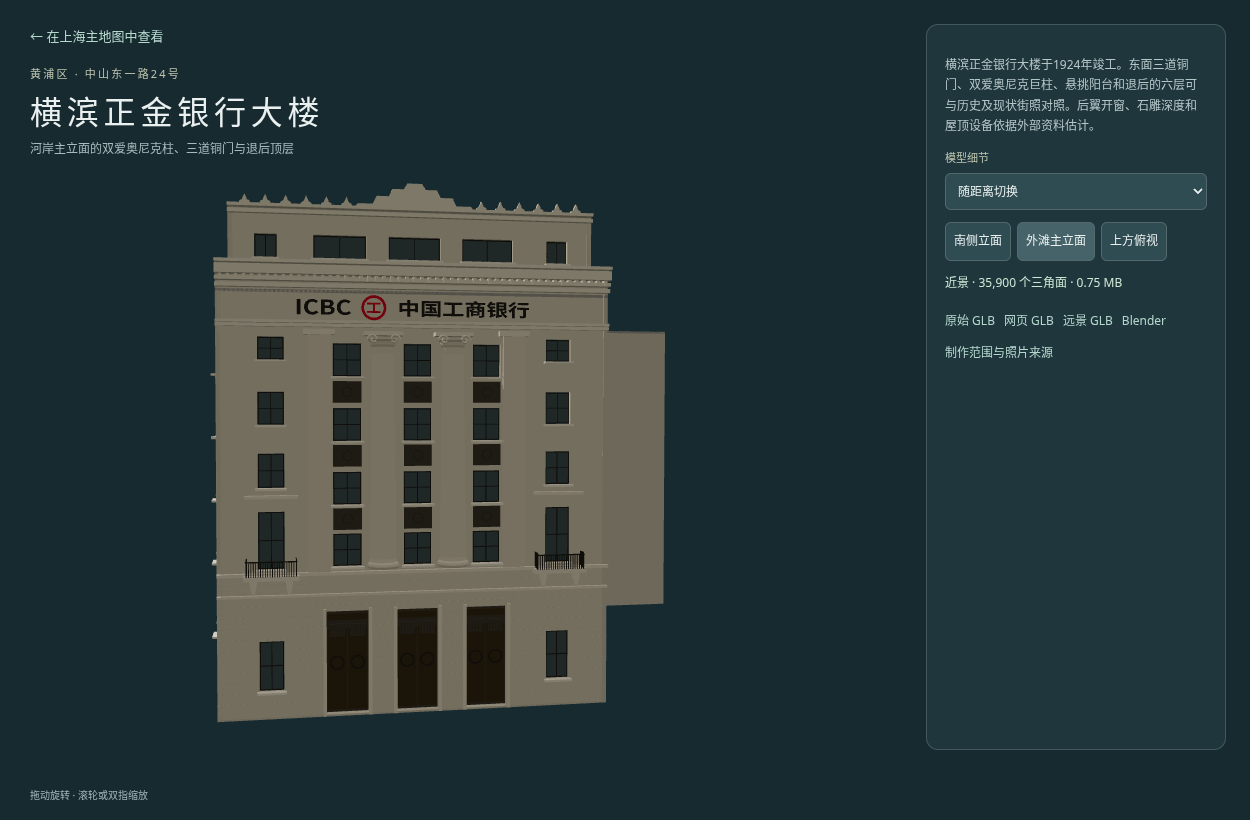 ← 在上海主地图中查看
黄浦区 · 中山东一路24号
横滨正金银行大楼
河岸主立面的双爱奥尼克柱、三道铜门与退后顶层
ICBC 工 中国工商银行
拖动旋转 · 滚轮或双指缩放
横滨正金银行大楼于1924年竣工。东面三道铜
门、双爱奥尼克巨柱、悬挑阳台和退后的六层可
与历史及现状街照对照。后翼开窗、石雕深度和
屋顶设备依据外部资料估计。
模型细节
随距离切换
南侧立面 外滩主立面 上方俯视
近景 · 35,900 个三角面 · 0.75 MB
原始 GLB 网页 GLB 远景 GLB Blender
制作范围与照片来源